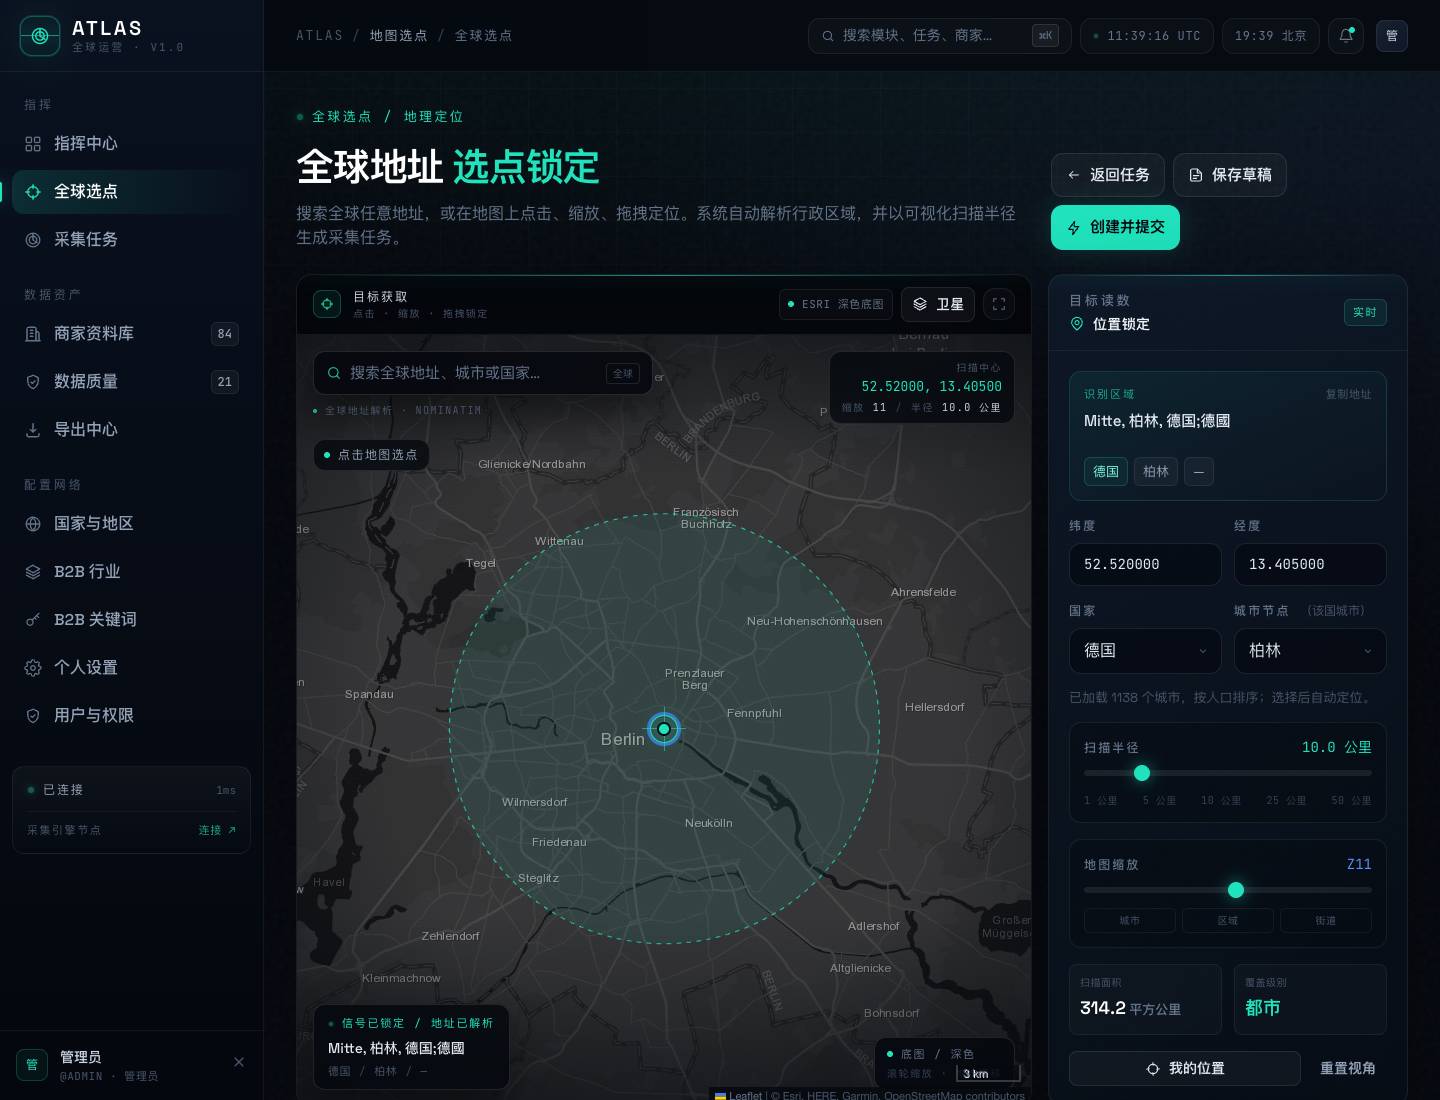 ATLAS
全球运营 · V1.0
指挥
指挥中心
全球选点
采集任务
数据资产
商家资料库 84
数据质量 21
导出中心
配置网络
国家与地区
B2B 行业
B2B 关键词
个人设置
用户与权限
已连接 1ms
采集引擎节点 连接 ↗
管 管理员
@ADMIN · 管理员
ATLAS / 地图选点 / 全球选点
搜索模块、任务、商家... ⌘K
11:39:16 UTC
19:39 北京
管
全球选点 / 地理定位
全球地址 选点锁定
搜索全球任意地址，或在地图上点击、缩放、拖拽定位。系统自动解析行政区域，并以可视化扫描半径
生成采集任务。
返回任务
保存草稿
创建并提交
目标获取
点击 · 缩放 · 拖拽锁定
ESRI 深色底图
卫星
搜索全球地址、城市或国家... 全球
全球地址解析 · NOMINATIM
点击地图选点
扫描中心
52.52000, 13.40500
缩放 11 / 半径 10.0 公里
Bernau
er
P
BRANDENBURG
BERLIN
Glienicke/Nordbahn
Französisch
Buchholz
de
Wittenau
Tegel
Ahrensfelde
Neu-Hohenschönhausen
Prenzlauer
Berg
en
Spandau
Hellersdorf
Fennpfuhl
Berlin
Wilmersdorf
Neukölln
Friedenau
Steglitz
Havel
w
Adlershof
Großer
Müggels
Zehlendorf
Altglienicke
Kleinmachnow
BERLIN
Bohnsdorf
信号已锁定 / 地址已解析
Mitte, 柏林, 德国;德國
德国 / 柏林 / —
底图 / 深色
滚轮缩放 ·
3 km
Leaflet | © Esri, HERE, Garmin, OpenStreetMap contributors
目标读数
位置锁定
实时
识别区域 复制地址
Mitte, 柏林, 德国;德國
德国 柏林 —
纬度 经度
52.520000 13.405000
国家 城市节点 （该国城市）
德国 柏林
已加载 1138 个城市，按人口排序；选择后自动定位。
扫描半径 10.0 公里
1 公里 5 公里 10 公里 25 公里 50 公里
地图缩放 Z11
城市 区域 街道
扫描面积 覆盖级别
314.2 平方公里 都市
我的位置 重置视角